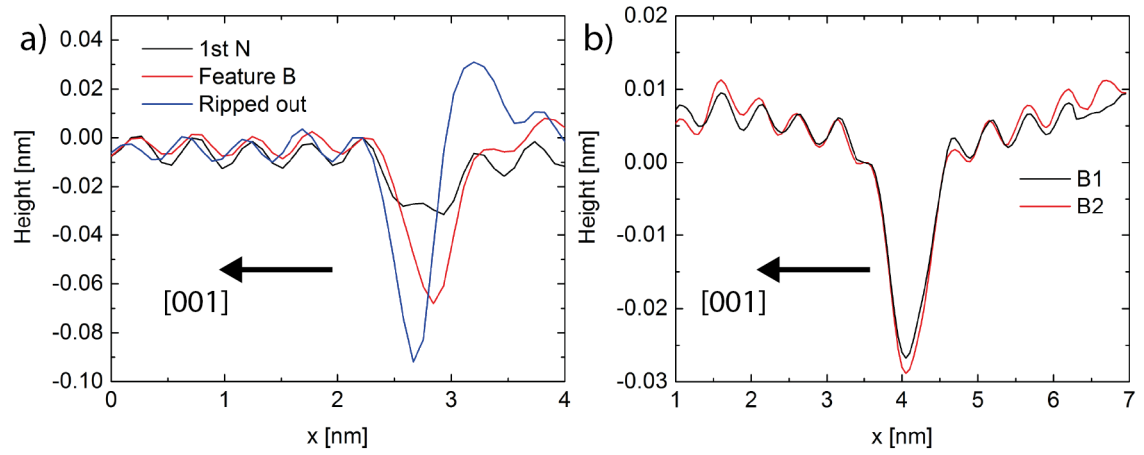 a)
1st N
Feature B
Ripped out
0.04
0.02
0.00
-0.02
-0.04
-0.06
-0.08
-0.10
Height [nm]
[001]
0 1 2 3 4
x [nm]
b)
0.02
0.01
0.00
-0.01
-0.02
-0.03
Height [nm]
B1
B2
[001]
1 2 3 4 5 6 7
x [nm]